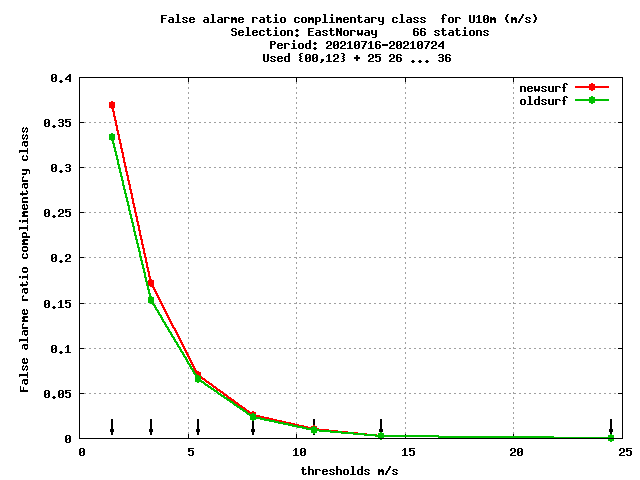 False alarme ratio complimentary class  for U10m (m/s)
Selection: EastNorway     66 stations
Period: 20210716-20210724
Used {00,12} + 25 26 ... 36
newsurf
oldsurf
False alarme ratio complimentary class
0.4
0.35
0.3
0.25
0.2
0.15
0.1
0.05
0
0 5 10 15 20 25
thresholds m/s